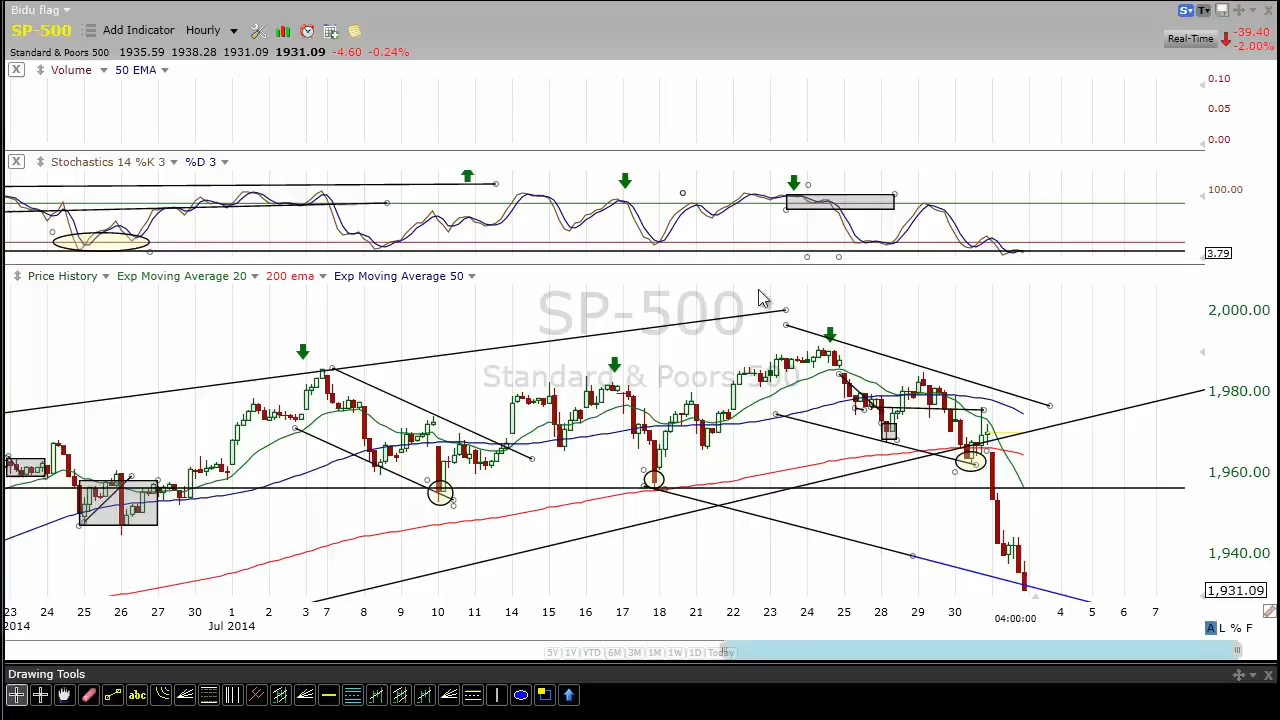 Bidu flag
S T
SP-500 Add Indicator Hourly
Standard & Poors 500 1935.59 1938.28 1931.09 1931.09 -4.60 -0.24%
Real-Time -39.40
-2.00%
X Volume 50 EMA
0.10
0.05
0.00
X Stochastics 14 %K 3 %D 3
100.00
3.79
Price History Exp Moving Average 20 200 ema Exp Moving Average 50
SP-500
Standard & Poors 500
2,000.00
1,980.00
1,960.00
1,940.00
1,931.09
23 24 25 26 27 30 1 2 3 7 8 9 10 11 14 15 16 17 18 21 22 23 24 25 28 29 30 4 5 6 7
2014 Jul 2014 04:00:00
A L % F
5Y 1Y YTD 6M 3M 1M 1W 1D Today
Drawing Tools
abc